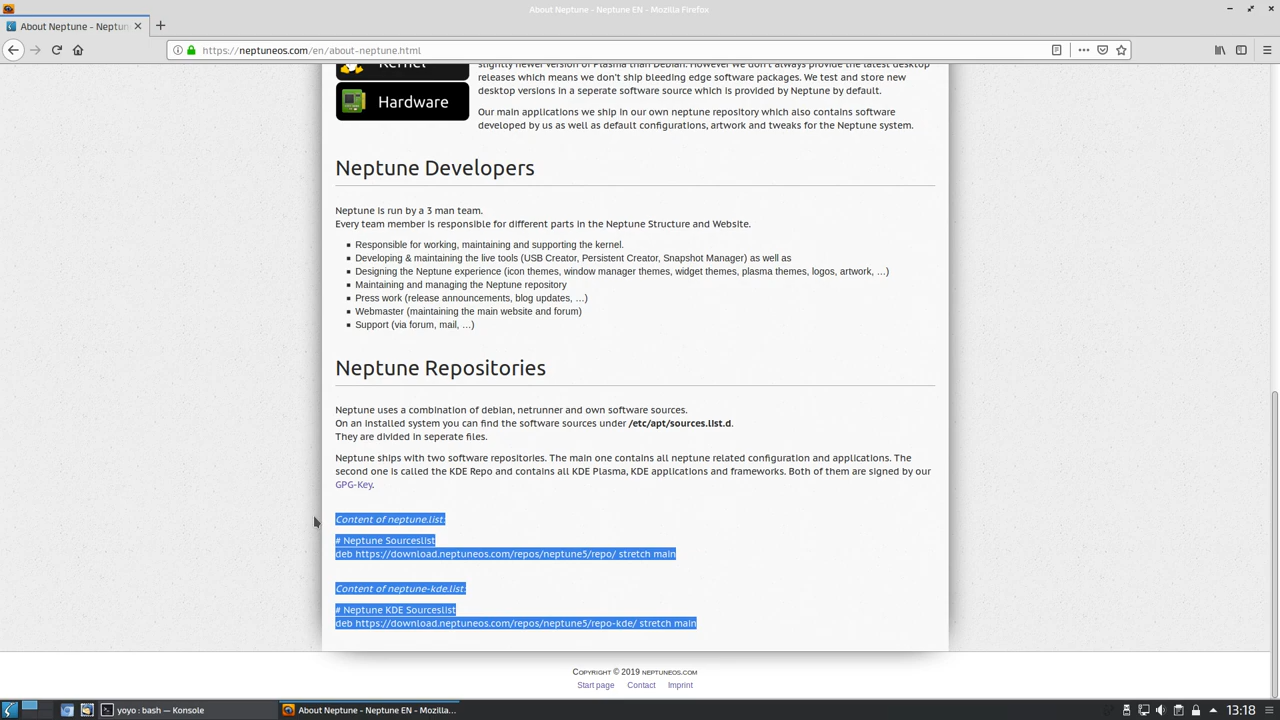 About Neptune - Neptune EN - Mozilla Firefox
About Neptune - Neptun
https://neptuneos.com/en/about-neptune.html
Kernel
slightly newer version of Plasma than Debian. However we don't always provide the latest desktop
releases which means we don't ship bleeding edge software packages. We test and store new
desktop versions in a seperate software source which is provided by Neptune by default.
Hardware
Our main applications we ship in our own neptune repository which also contains software
developed by us as well as default configurations, artwork and tweaks for the Neptune system.
Neptune Developers
Neptune is run by a 3 man team.
Every team member is responsible for different parts in the Neptune Structure and Website.
Responsible for working, maintaining and supporting the kernel.
Developing & maintaining the live tools (USB Creator, Persistent Creator, Snapshot Manager) as well as
Designing the Neptune experience (icon themes, window manager themes, widget themes, plasma themes, logos, artwork, …)
Maintaining and managing the Neptune repository
Press work (release announcements, blog updates, …)
Webmaster (maintaining the main website and forum)
Support (via forum, mail, …)
Neptune Repositories
Neptune uses a combination of debian, netrunner and own software sources.
On an installed system you can find the software sources under /etc/apt/sources.list.d.
They are divided in seperate files.
Neptune ships with two software repositories. The main one contains all neptune related configuration and applications. The
second one is called the KDE Repo and contains all KDE Plasma, KDE applications and frameworks. Both of them are signed by our
GPG-Key.
Content of neptune.list:
# Neptune Sourceslist
deb https://download.neptuneos.com/repos/neptune5/repo/ stretch main
Content of neptune-kde.list:
# Neptune KDE Sourceslist
deb https://download.neptuneos.com/repos/neptune5/repo-kde/ stretch main
Copyright © 2019 neptuneos.com
Start page Contact Imprint
yoyo : bash — Konsole
About Neptune - Neptune EN - Mozilla...
13:18